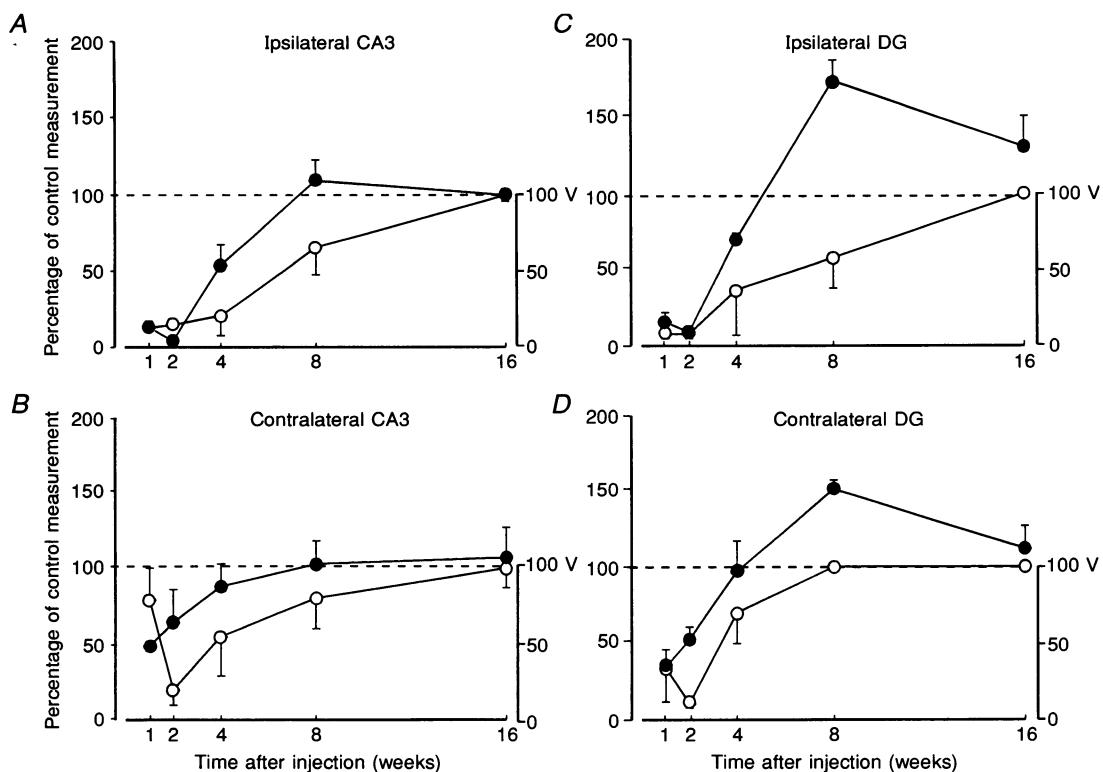 A
Ipsilateral CA3
Percentage of control measurement
200
150
100
50
0
100 V
50
0
1 2 4 8 16
C
Ipsilateral DG
200
150
100
50
0
100 V
50
0
1 2 4 8 16
B
Contralateral CA3
Percentage of control measurement
200
150
100
50
0
100 V
50
0
1 2 4 8 16
Time after injection (weeks)
D
Contralateral DG
200
150
100
50
0
100 V
50
0
1 2 4 8 16
Time after injection (weeks)